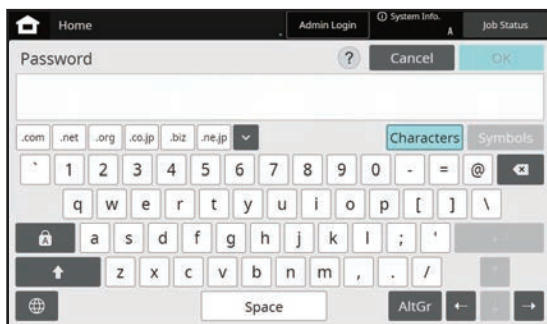 Home Admin Login ⓘ System Info. A Job Status
Password ? Cancel OK
.com .net .org .co.jp .biz .ne.jp Characters Symbols
` 1 2 3 4 5 6 7 8 9 0 - = @
q w e r t y u i o p [ ] \
A a s d f g h j k l ; '
z x c v b n m , . /
Space AltGr